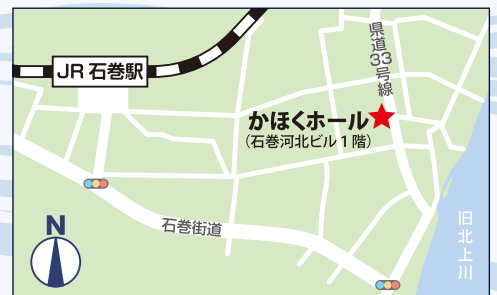 県道33号線
JR 石巻駅
かほくホール
（石巻河北ビル1階）
石巻街道
N
旧北上川